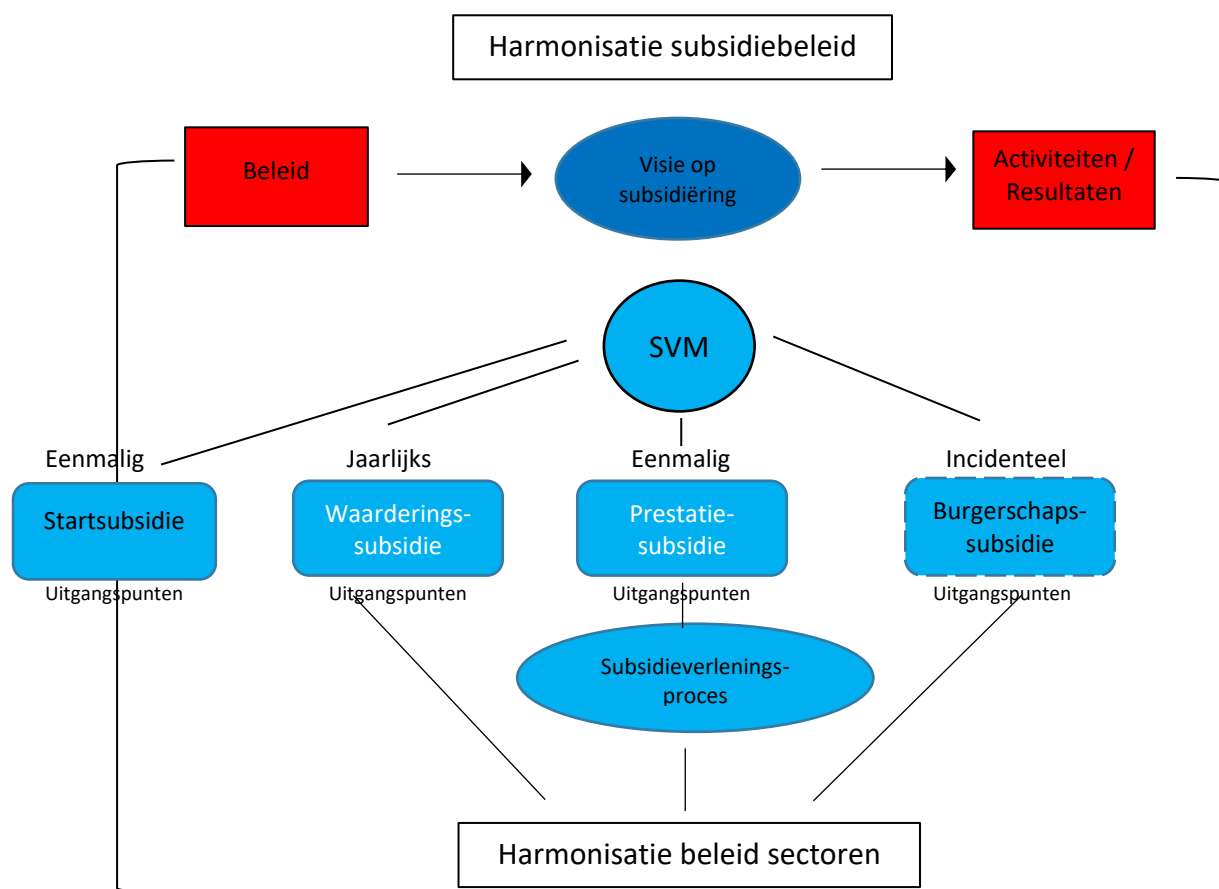 Harmonisatie subsidiebeleid
Beleid
Visie op
subsidiëring
Activiteiten /
Resultaten
SVM
Eenmalig
Jaarlijks
Eenmalig
Incidenteel
Startsubsidie
Waarderings-
subsidie
Prestatie-
subsidie
Burgerschaps-
subsidie
Uitgangspunten
Uitgangspunten
Uitgangspunten
Uitgangspunten
Subsidieverlenings-
proces
Harmonisatie beleid sectoren